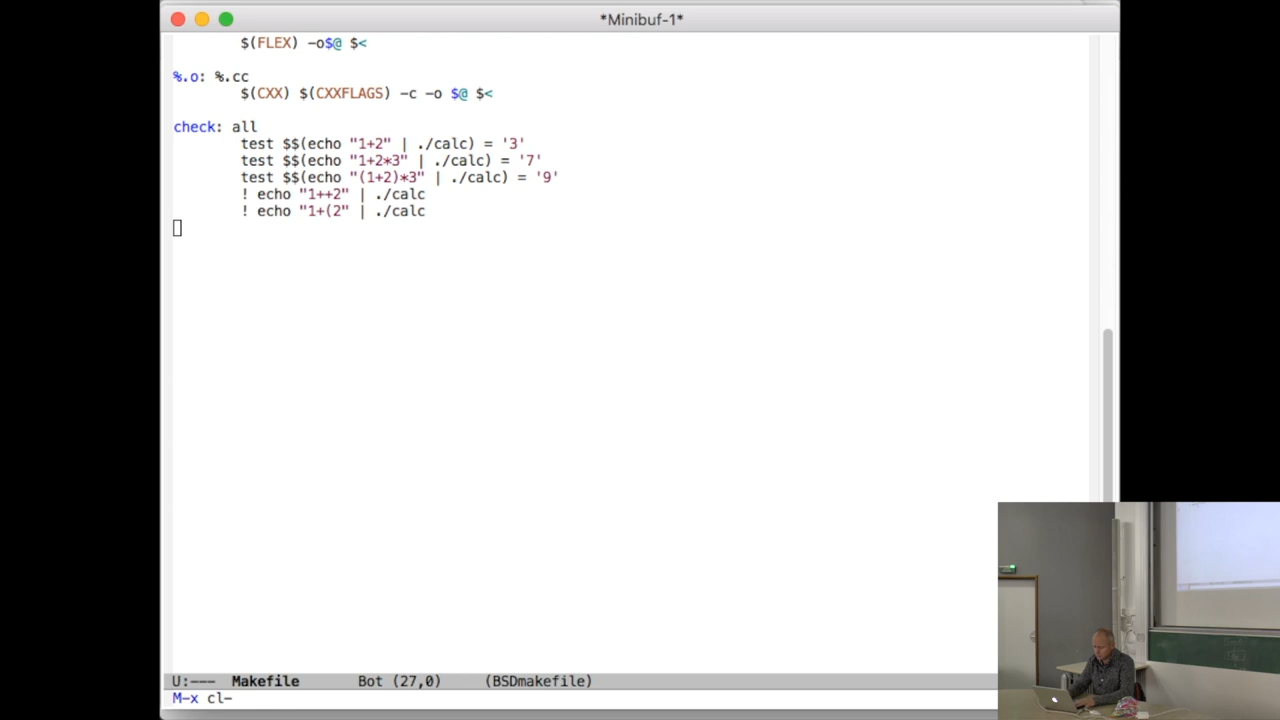 *Minibuf-1*
$(FLEX) -o$@ $<
%.o: %.cc
$(CXX) $(CXXFLAGS) -c -o $@ $<
check: all
test $$(echo "1+2" | ./calc) = '3'
test $$(echo "1+2*3" | ./calc) = '7'
test $$(echo "(1+2)*3" | ./calc) = '9'
! echo "1++2" | ./calc
! echo "1+(2" | ./calc
U:--- Makefile Bot (27,0) (BSDmakefile)
M-x cl-